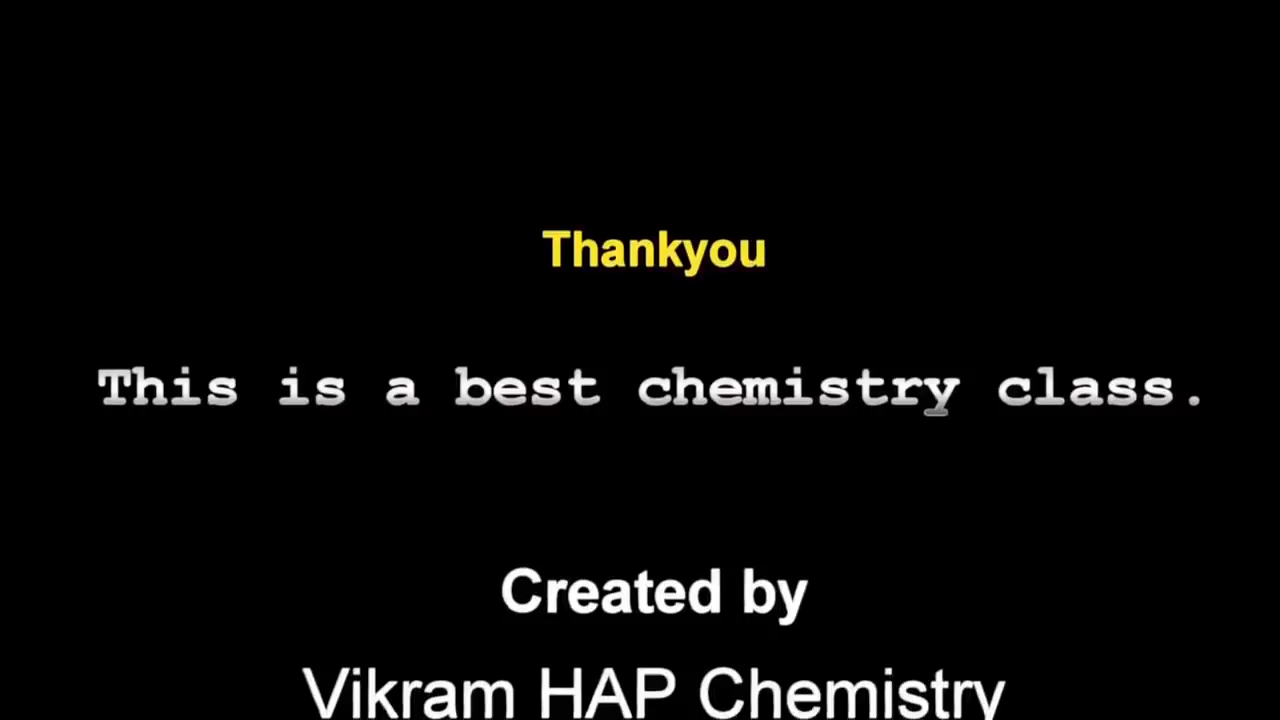 Thankyou
This is a best chemistry class.
Created by
Vikram HAP Chemistry